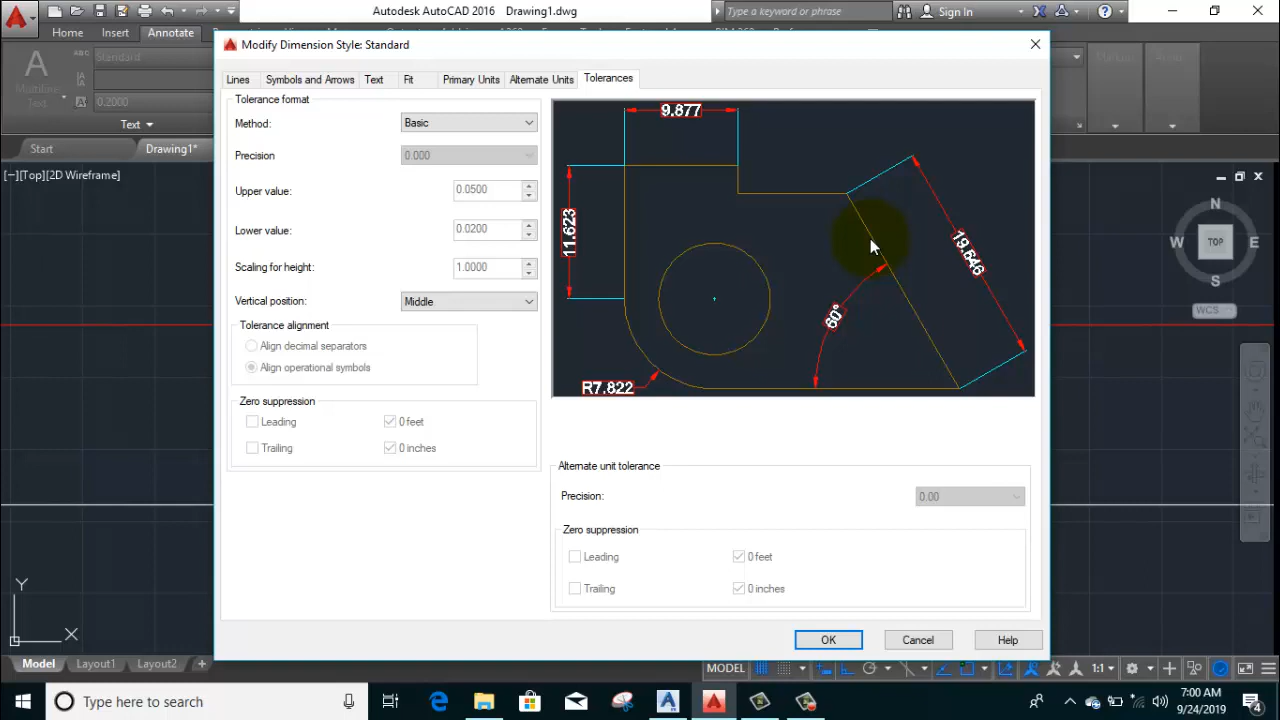 Autodesk AutoCAD 2016 Drawing1.dwg
Type a keyword or phrase
Sign In
Home
Insert
Annotate
Modify Dimension Style: Standard
Standard
Multiline
Text
0.2000
Text
Start
Drawing1*
[−][Top][2D Wireframe]
Lines
Symbols and Arrows
Text
Fit
Primary Units
Alternate Units
Tolerances
Tolerance format
Method:
Basic
Precision
0.000
Upper value:
0.0500
Lower value:
0.0200
Scaling for height:
1.0000
Vertical position:
Middle
Tolerance alignment
Align decimal separators
Align operational symbols
Zero suppression
Leading
0 feet
Trailing
0 inches
9.877
11.623
19.646
60°
R7.822
Alternate unit tolerance
Precision:
0.00
Zero suppression
Leading
0 feet
Trailing
0 inches
OK
Cancel
Help
N
W
TOP
E
S
WCS
Y
X
Model
Layout1
Layout2
+
MODEL
1:1
Type here to search
7:00 AM
9/24/2019
4